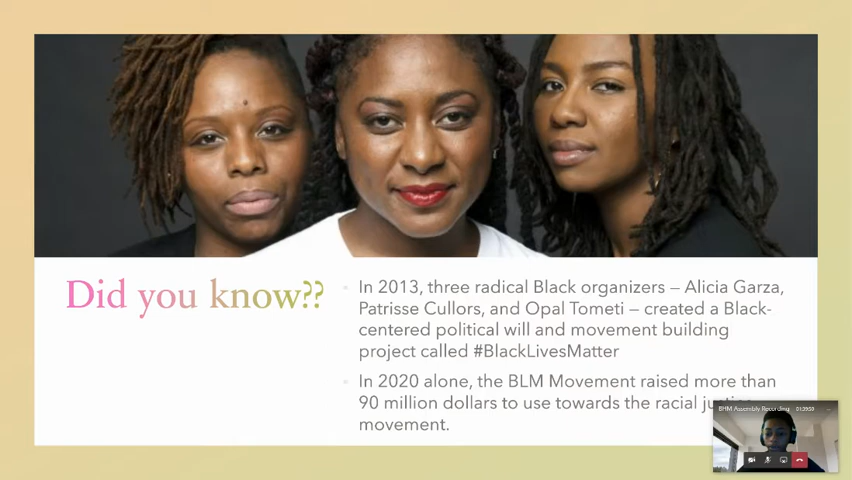 Did you know??
In 2013, three radical Black organizers – Alicia Garza,
Patrisse Cullors, and Opal Tometi – created a Black-
centered political will and movement building
project called #BlackLivesMatter
In 2020 alone, the BLM Movement raised more than
90 million dollars to use towards the racial
movement.
BHM Assembly Recording